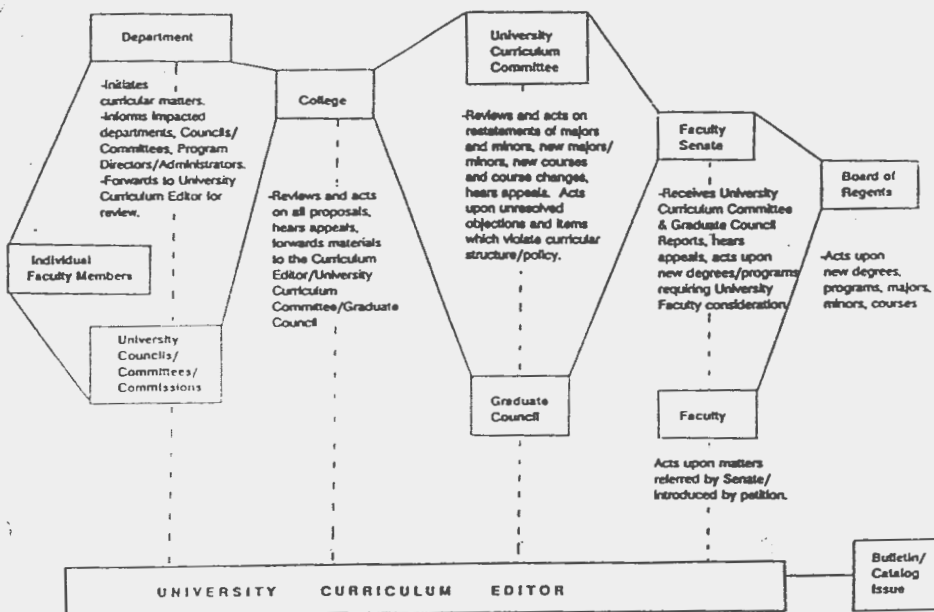 Department
-Initiates
curricular matters.
-Informs impacted
departments, Councils/
Committees, Program
Directors/Administrators.
-Forwards to University
Curriculum Editor for
review.
Individual
Faculty Members
University
Councils/
Committees/
Commissions
College
-Reviews and acts
on all proposals,
hears appeals,
forwards materials
to the Curriculum
Editor/University
Curriculum
Committee/Graduate
Council
University
Curriculum
Committee
-Reviews and acts on
restatements of majors
and minors, new majors/
minors, new courses
and course changes,
hears appeals. Acts
upon unresolved
objections and items
which violate curricular
structure/policy.
Graduate
Council
Faculty
Senate
-Receives University
Curriculum Committee
& Graduate Council
Reports, hears
appeals, acts upon
new degrees/programs
requiring University
Faculty consideration
Faculty
Acts upon matters
referred by Senate/
introduced by petition.
Board of
Regents
-Acts upon
new degrees,
programs, majors,
minors, courses
UNIVERSITY CURRICULUM EDITOR
Bulletin/
Catalog
Issue